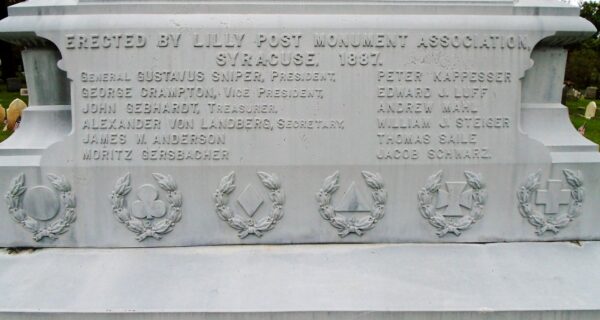 ERECTED BY LILLY POST MONUMENT ASSOCIATION,
SYRACUSE, 1887.
GENERAL GUSTAVUS SNIPER, PRESIDENT,
GEORGE CRAMPTON, VICE PRESIDENT,
JOHN GEBHARDT, TREASURER,
ALEXANDER VON LANDBERG, SECRETARY,
JAMES W. ANDERSON
MORITZ GERSBACHER
PETER KAPPESSER
EDWARD J. LUFF
ANDREW MAHL
WILLIAM J. STEIGER
THOMAS SAILE
JACOB SCHWARZ.